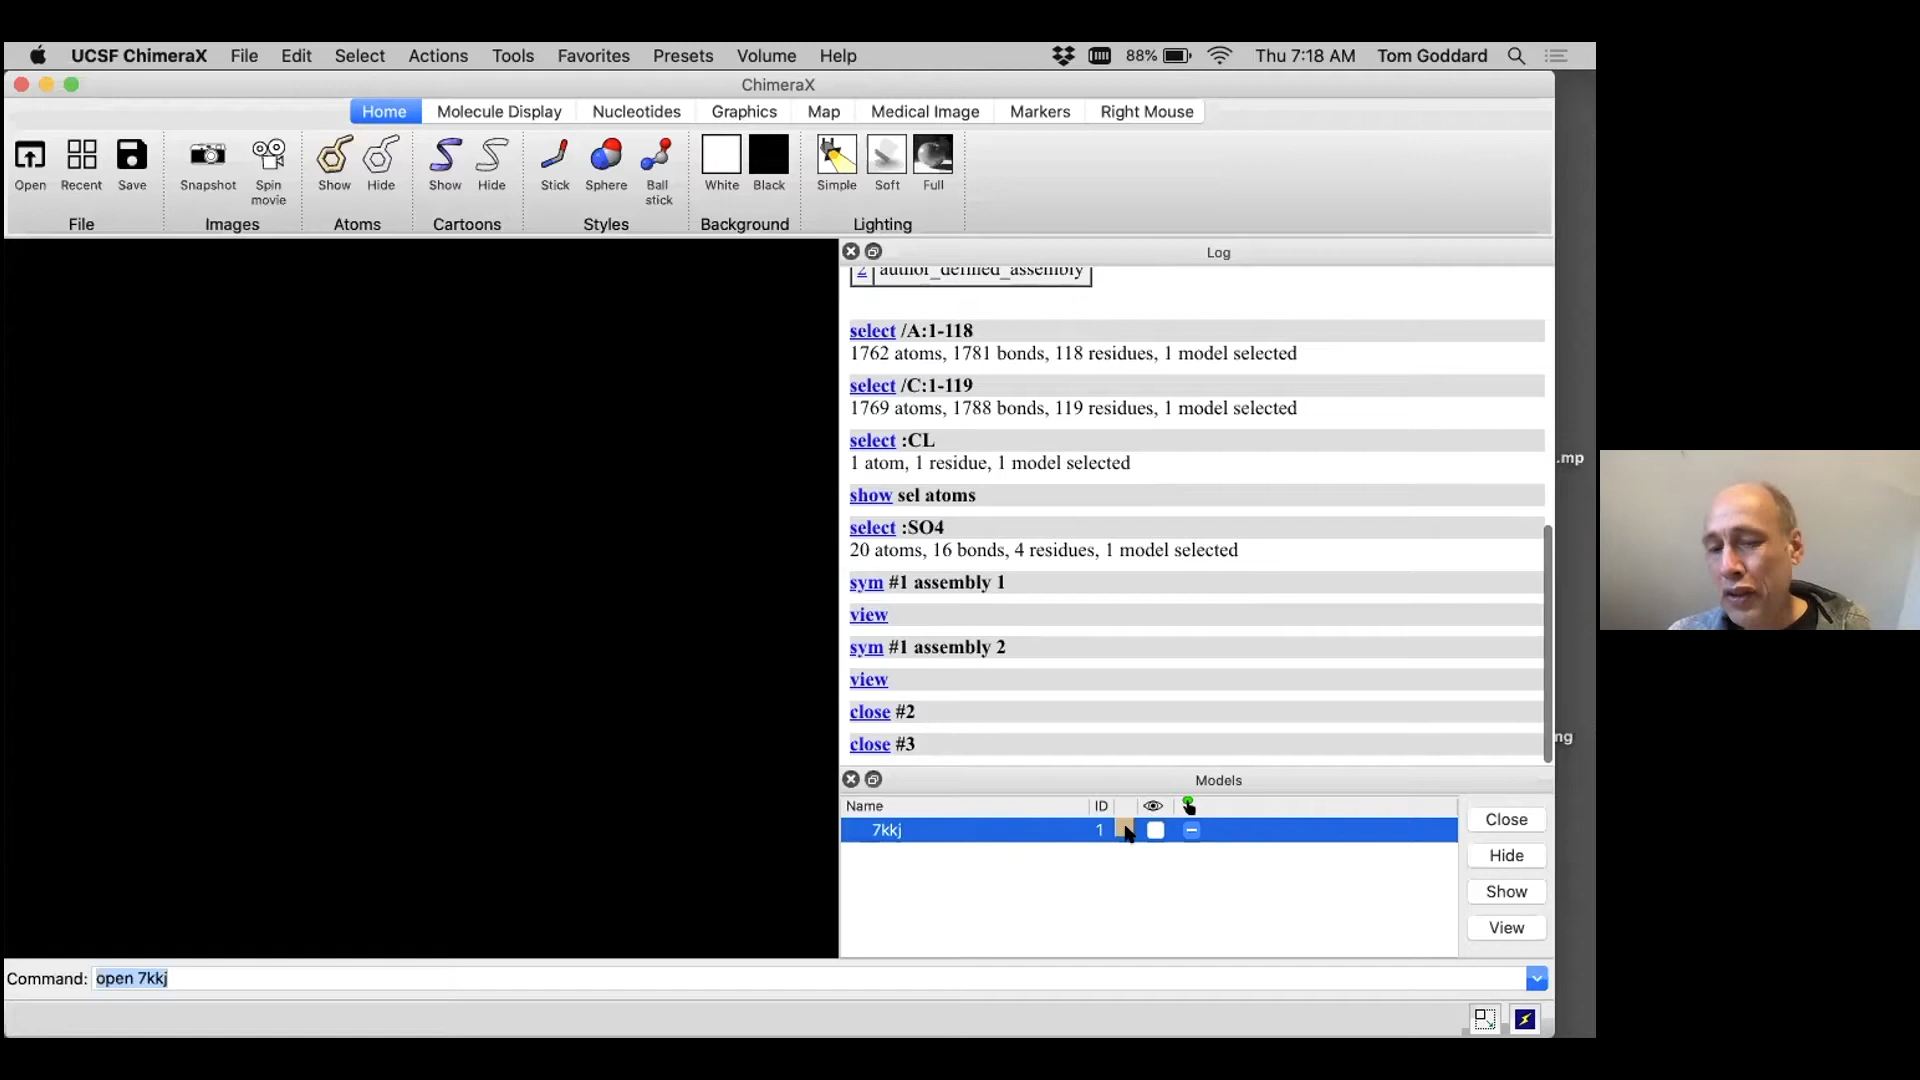 UCSF ChimeraX File Edit Select Actions Tools Favorites Presets Volume Help 88% Thu 7:18 AM Tom Goddard
ChimeraX
Home Molecule Display Nucleotides Graphics Map Medical Image Markers Right Mouse
Open Recent Save Snapshot Spin movie Show Hide Show Hide Stick Sphere Ball stick White Black Simple Soft Full
File Images Atoms Cartoons Styles Background Lighting
Log
2 author_defined_assembly
select /A:1-118
1762 atoms, 1781 bonds, 118 residues, 1 model selected
select /C:1-119
1769 atoms, 1788 bonds, 119 residues, 1 model selected
select :CL
1 atom, 1 residue, 1 model selected
show sel atoms
select :SO4
20 atoms, 16 bonds, 4 residues, 1 model selected
sym #1 assembly 1
view
sym #1 assembly 2
view
close #2
close #3
.mp
ng
Models
Name ID
7kkj 1
Close
Hide
Show
View
Command: open 7kkj